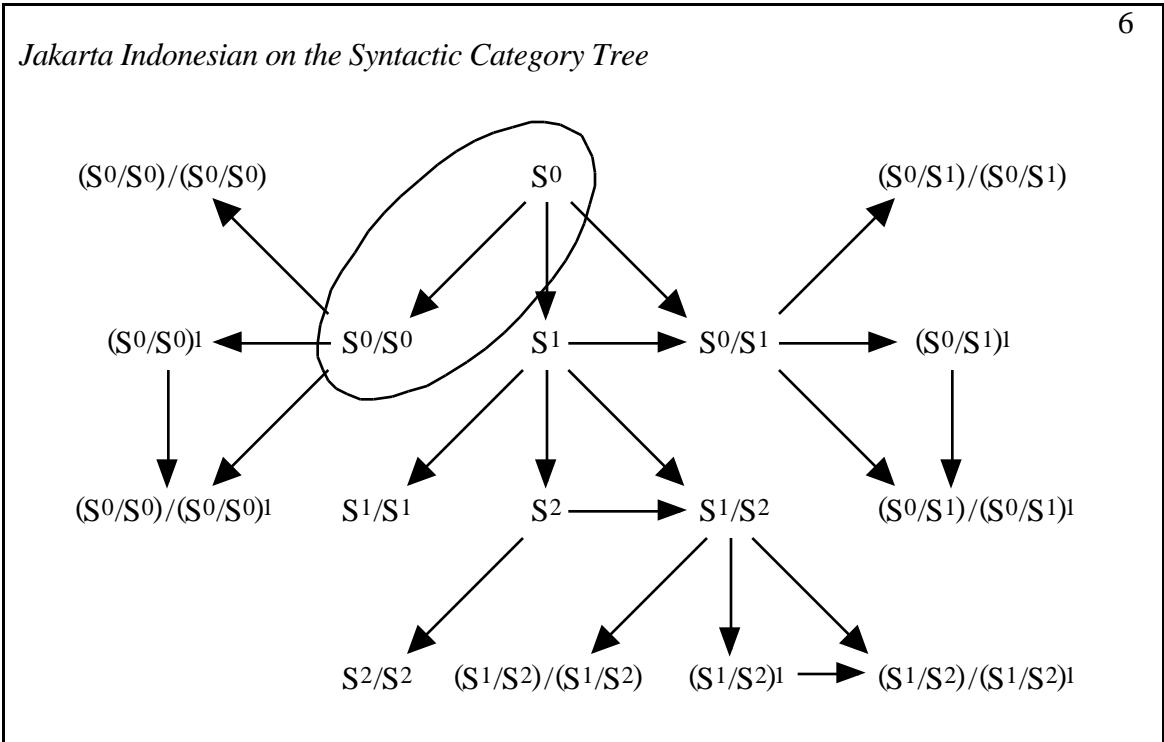 6
Jakarta Indonesian on the Syntactic Category Tree
(S⁰/S⁰)/(S⁰/S⁰) S⁰ (S⁰/S¹)/(S⁰/S¹)
(S⁰/S⁰)¹ S⁰/S⁰ S¹ S⁰/S¹ (S⁰/S¹)¹
(S⁰/S⁰)/(S⁰/S⁰)¹ S¹/S¹ S² S¹/S² (S⁰/S¹)/(S⁰/S¹)¹
S²/S² (S¹/S²)/(S¹/S²) (S¹/S²)¹ (S¹/S²)/(S¹/S²)¹